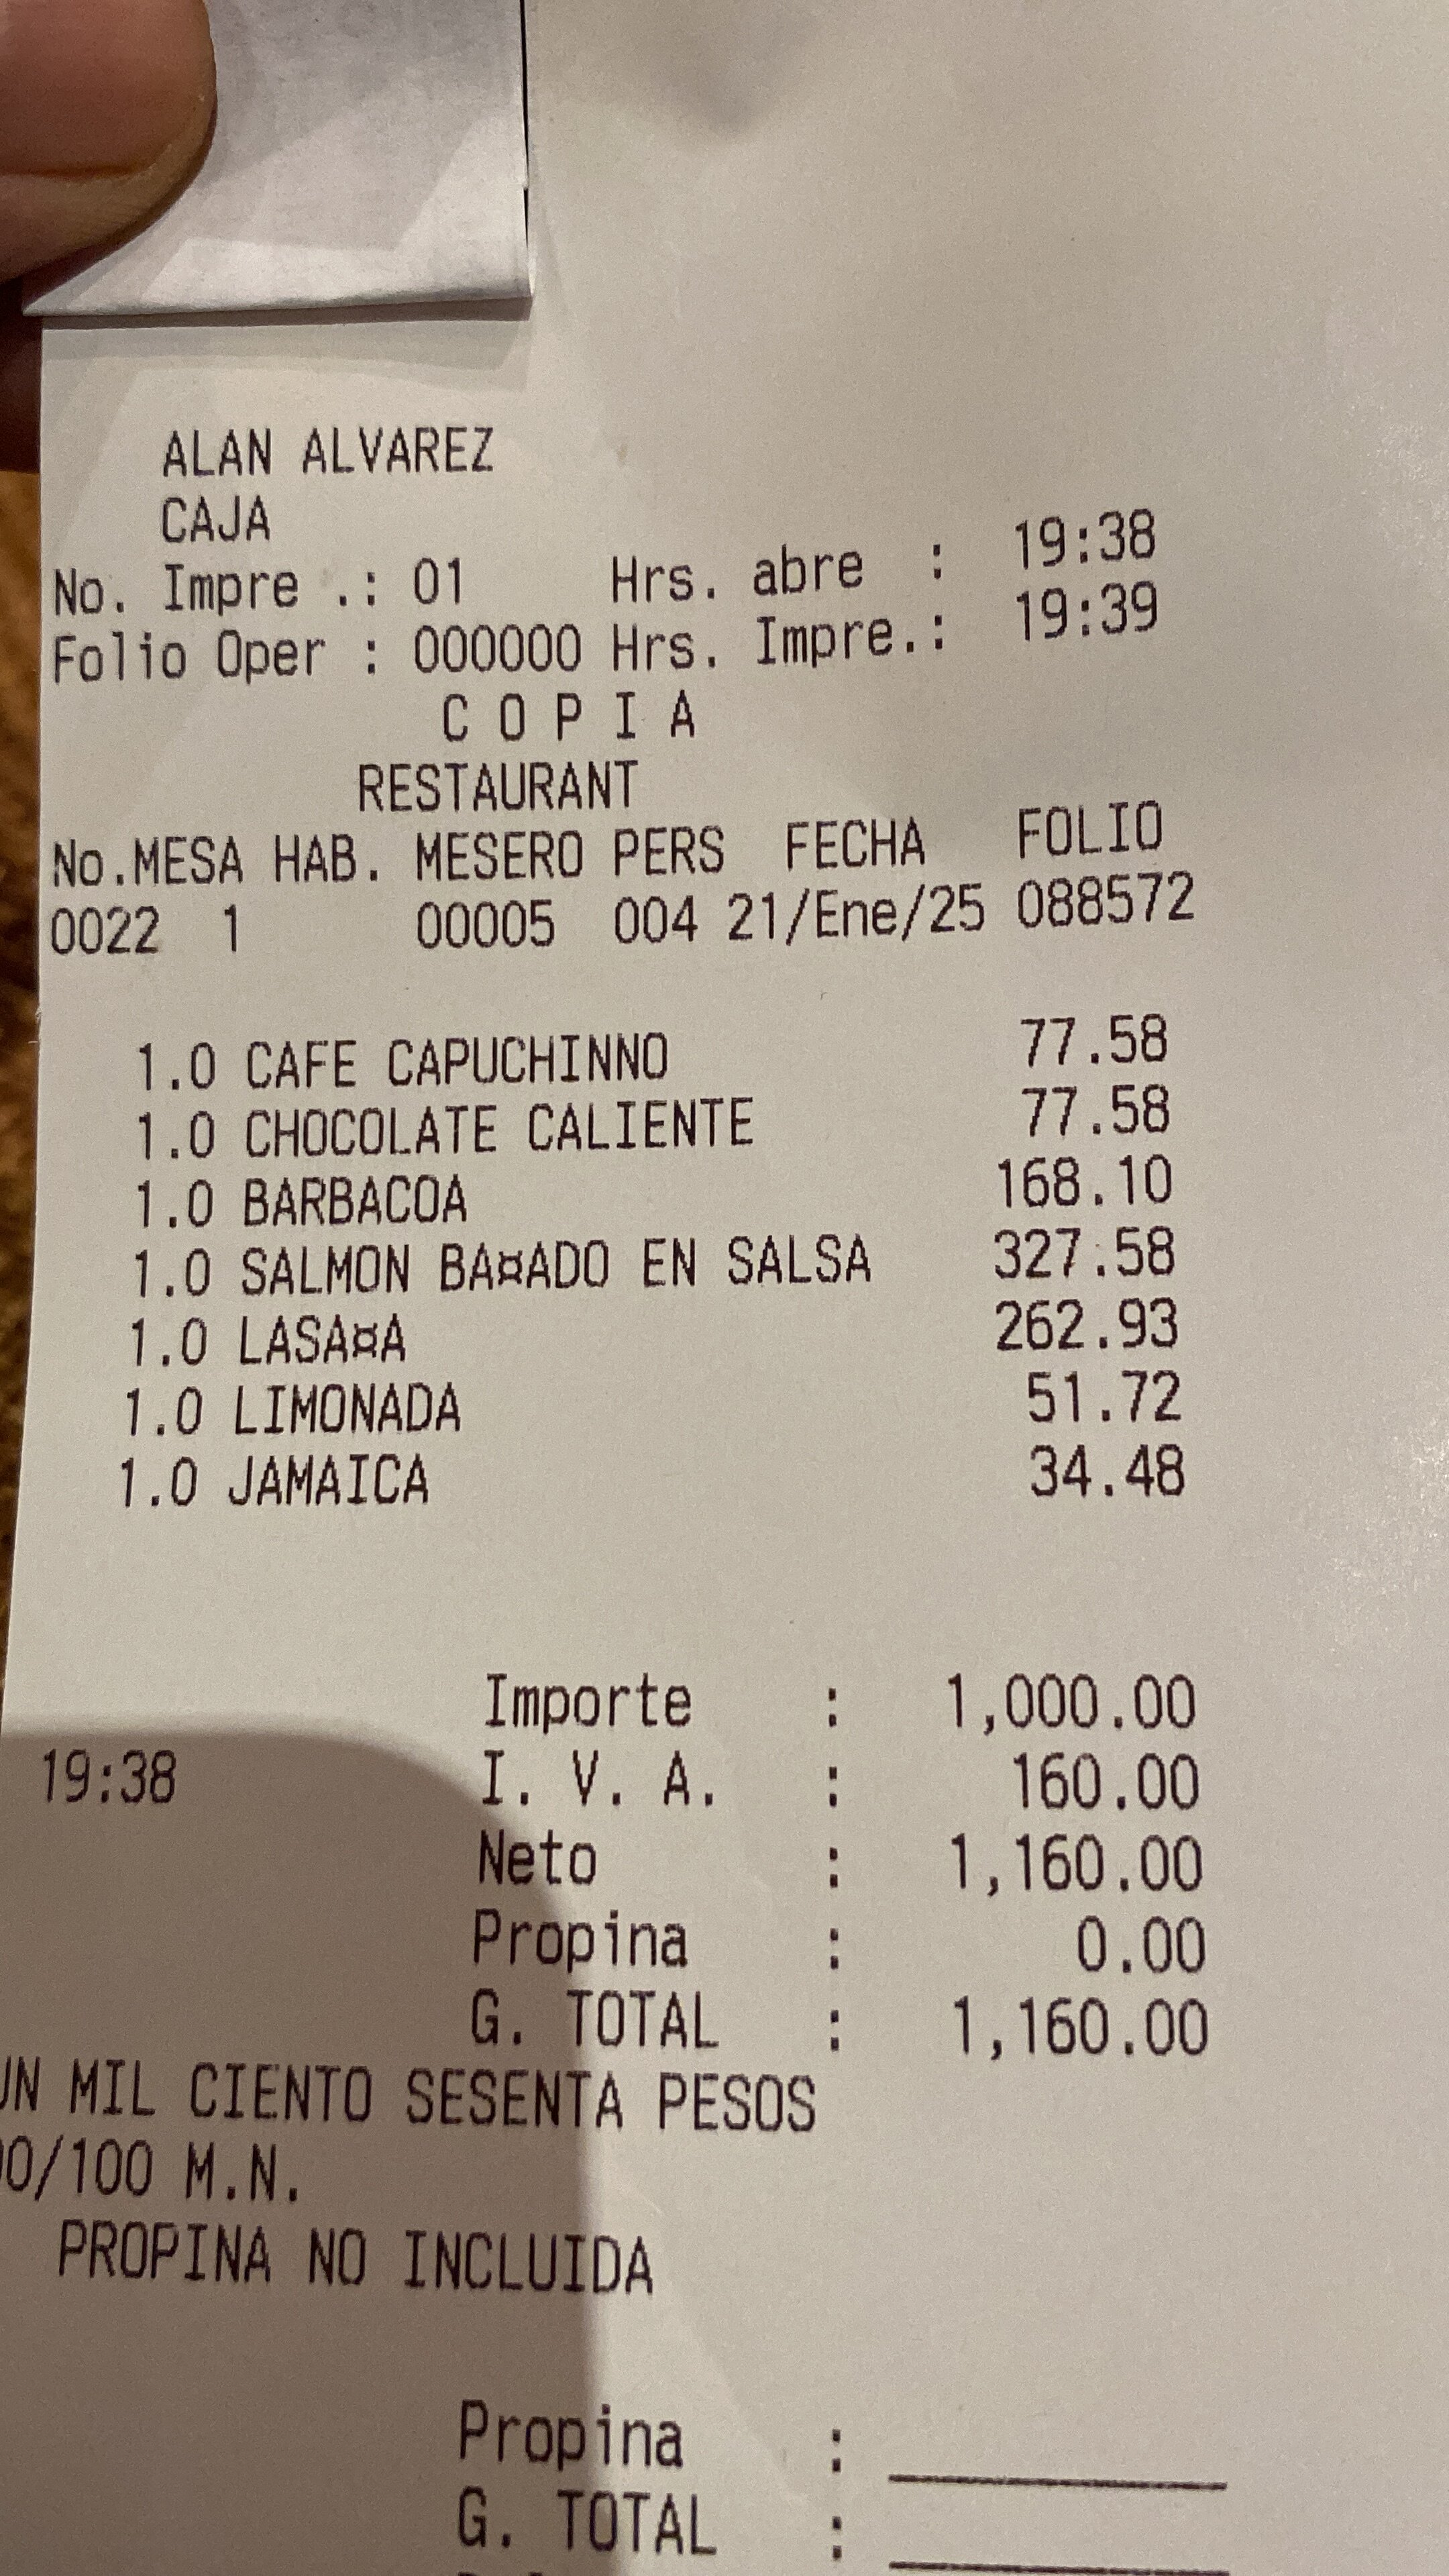 ALAN ALVAREZ
CAJA
No. Impre .: 01 Hrs. abre : 19:38
Folio Oper : 000000 Hrs. Impre.: 19:39
C O P I A
RESTAURANT
No.MESA HAB. MESERO PERS FECHA FOLIO
0022 1 00005 004 21/Ene/25 088572
1.0 CAFE CAPUCHINNO 77.58
1.0 CHOCOLATE CALIENTE 77.58
1.0 BARBACOA 168.10
1.0 SALMON BA¤ADO EN SALSA 327.58
1.0 LASA¤A 262.93
1.0 LIMONADA 51.72
1.0 JAMAICA 34.48
Importe : 1,000.00
19:38 I. V. A. : 160.00
Neto : 1,160.00
Propina : 0.00
G. TOTAL : 1,160.00
UN MIL CIENTO SESENTA PESOS
00/100 M.N.
PROPINA NO INCLUIDA
Propina :
G. TOTAL :